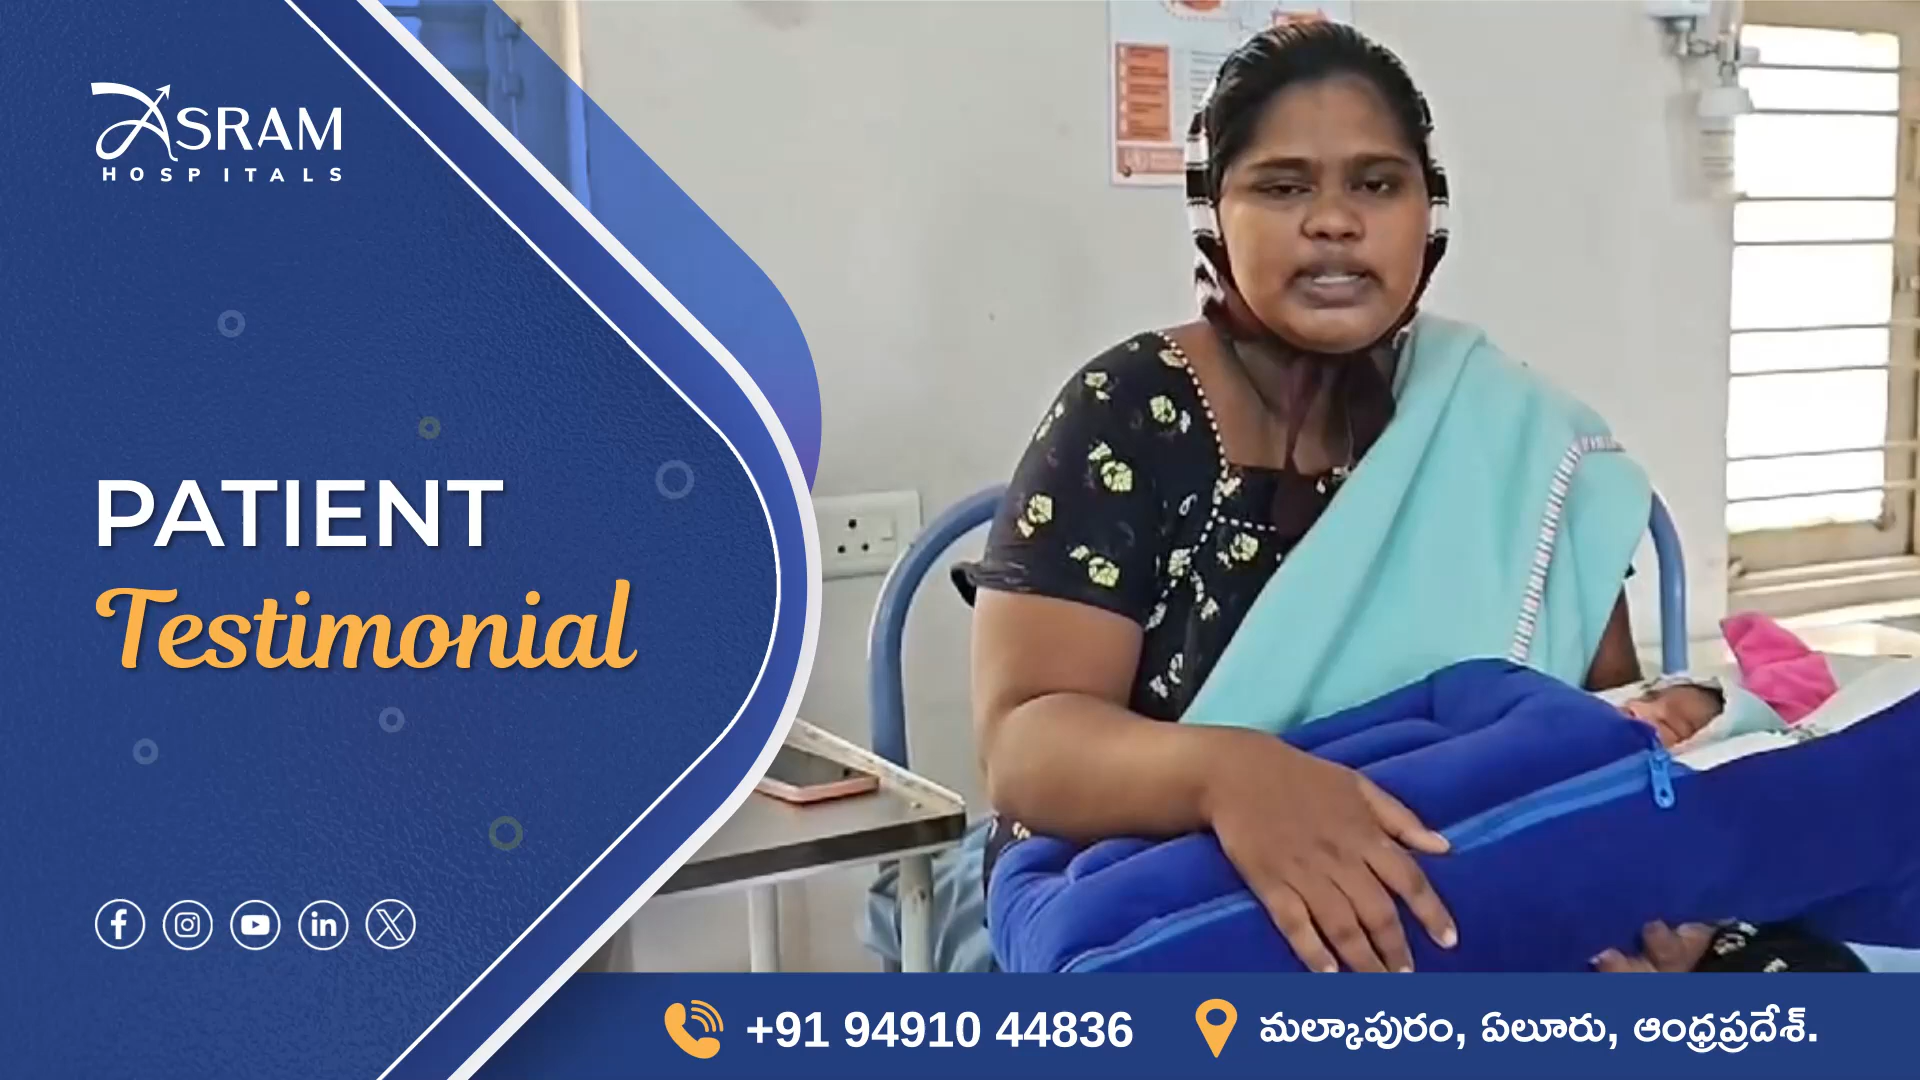 ASRAM
HOSPITALS
PATIENT
Testimonial
+91 94910 44836
మల్కాపురం, ఏలూరు, ఆంధ్రప్రదేశ్.